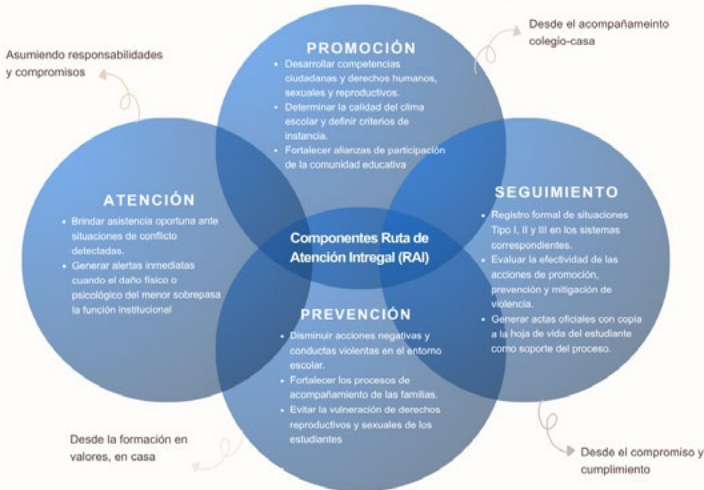 Desde el acompañameinto
colegio-casa
Asumiendo responsabilidades
y compromisos
PROMOCIÓN
Desarrollar competencias
ciudadanas y derechos humanos,
sexuales y reproductivos.
Determinar la calidad del clima
escolar y definir criterios de
instancia.
Fortalecer alianzas de participación
de la comunidad educativa
ATENCIÓN
Brindar asistencia oportuna ante
situaciones de conflicto
detectadas.
Generar alertas inmediatas
cuando el daño físico o
psicológico del menor sobrepasa
la función institucional
Componentes Ruta de
Atención Intregal (RAI)
SEGUIMIENTO
Registro formal de situaciones
Tipo I, II y III en los sistemas
correspondientes.
Evaluar la efectividad de las
acciones de promoción,
prevención y mitigación de
violencia.
Generar actas oficiales con copia
a la hoja de vida del estudiante
como soporte del proceso.
PREVENCIÓN
Disminuir acciones negativas y
conductas violentas en el entorno
escolar.
Fortalecer los procesos de
acompañamiento de las familias.
Evitar la vulneración de derechos
reproductivos y sexuales de los
estudiantes
Desde la formación en
valores, en casa
Desde el compromiso y
cumplimiento